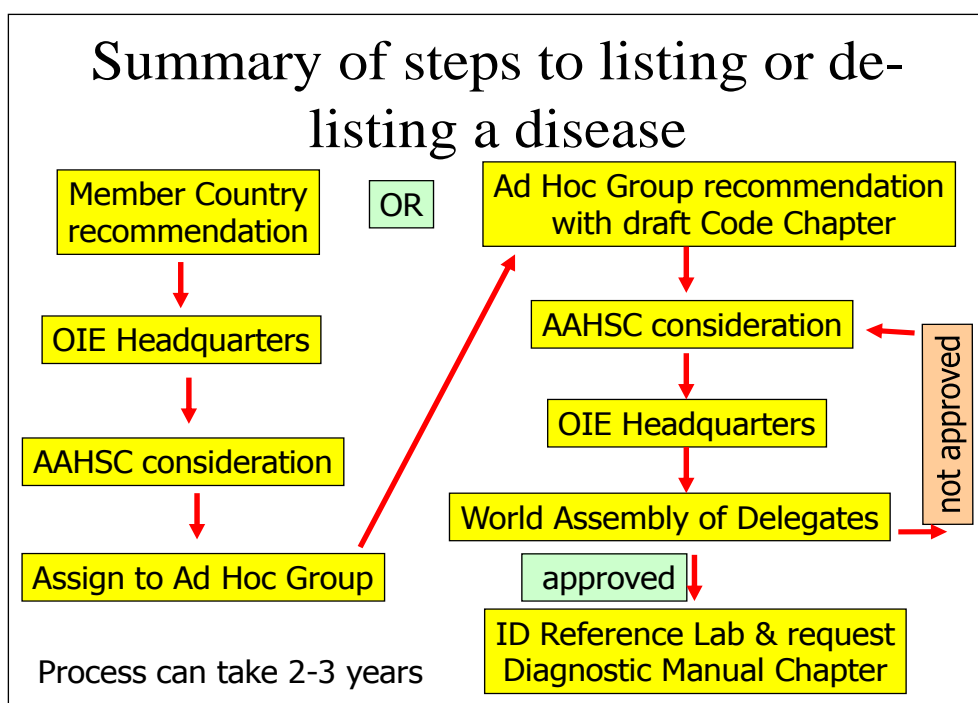 Summary of steps to listing or de-
listing a disease
Member Country
recommendation
OIE Headquarters
AAHSC consideration
Assign to Ad Hoc Group
Process can take 2-3 years
OR
Ad Hoc Group recommendation
with draft Code Chapter
AAHSC consideration
OIE Headquarters
World Assembly of Delegates
not approved
approved
ID Reference Lab & request
Diagnostic Manual Chapter